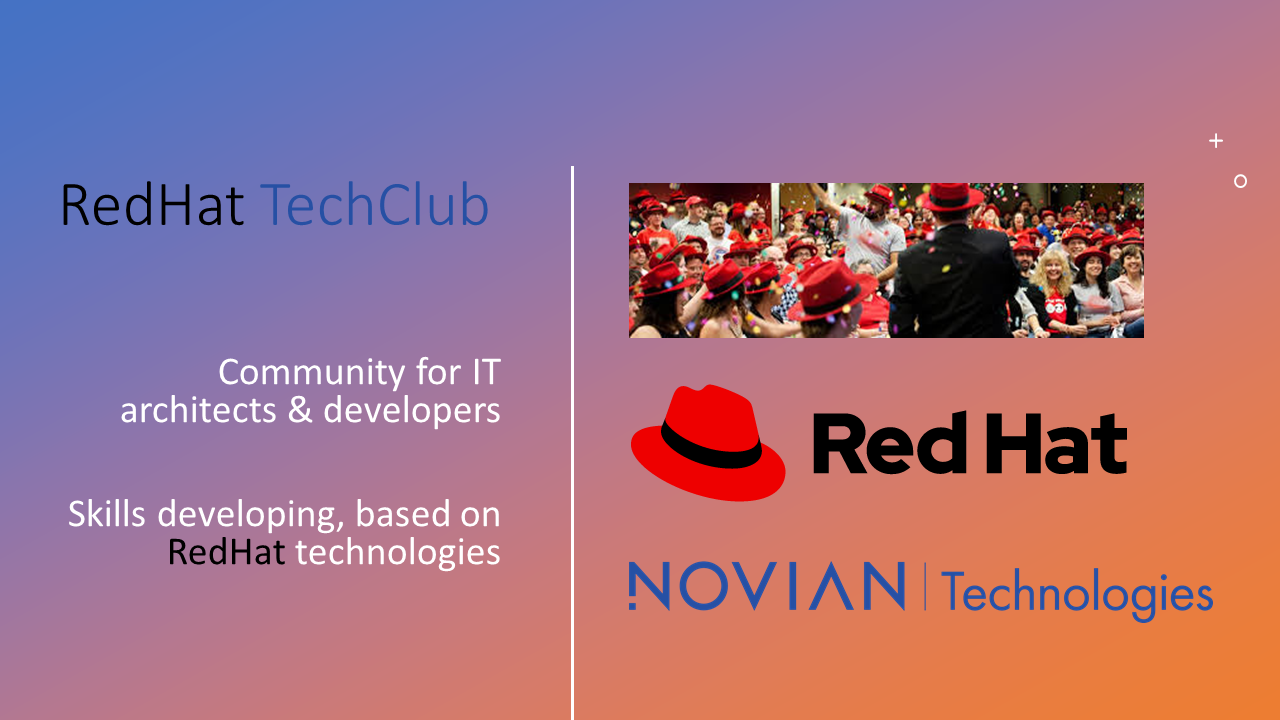 RedHat TechClub
Community for IT
architects & developers
Skills developing, based on
RedHat technologies
Red Hat
NOVIAN | Technologies